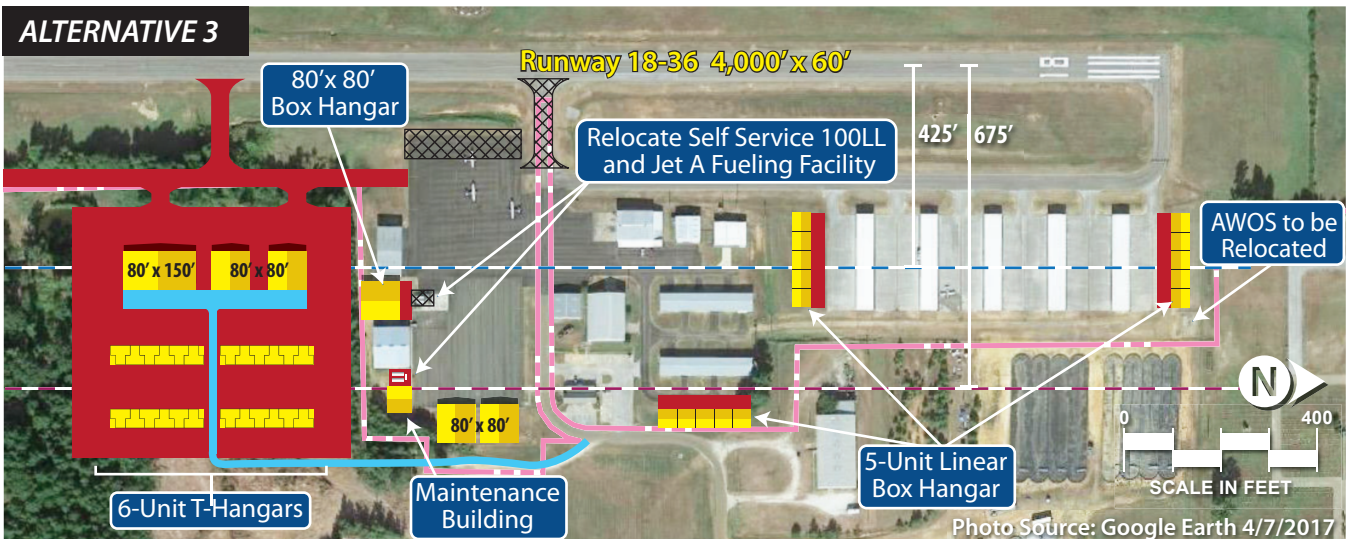 ALTERNATIVE 3
Runway 18-36 4,000' x 60'
80'x 80'
Box Hangar
Relocate Self Service 100LL
and Jet A Fueling Facility
425'
675'
AWOS to be
Relocated
80' x 150'
80' x 80'
80' x 80'
N
0
400
SCALE IN FEET
5-Unit Linear
Box Hangar
Maintenance
Building
6-Unit T-Hangars
Photo Source: Google Earth 4/7/2017